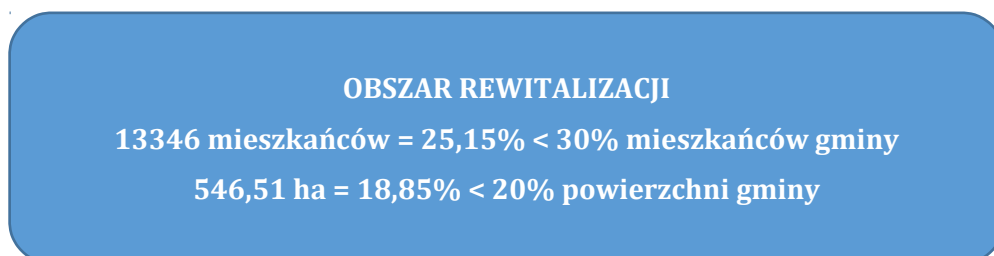 OBSZAR REWITALIZACJI
13346 mieszkańców = 25,15% < 30% mieszkańców gminy
546,51 ha = 18,85% < 20% powierzchni gminy